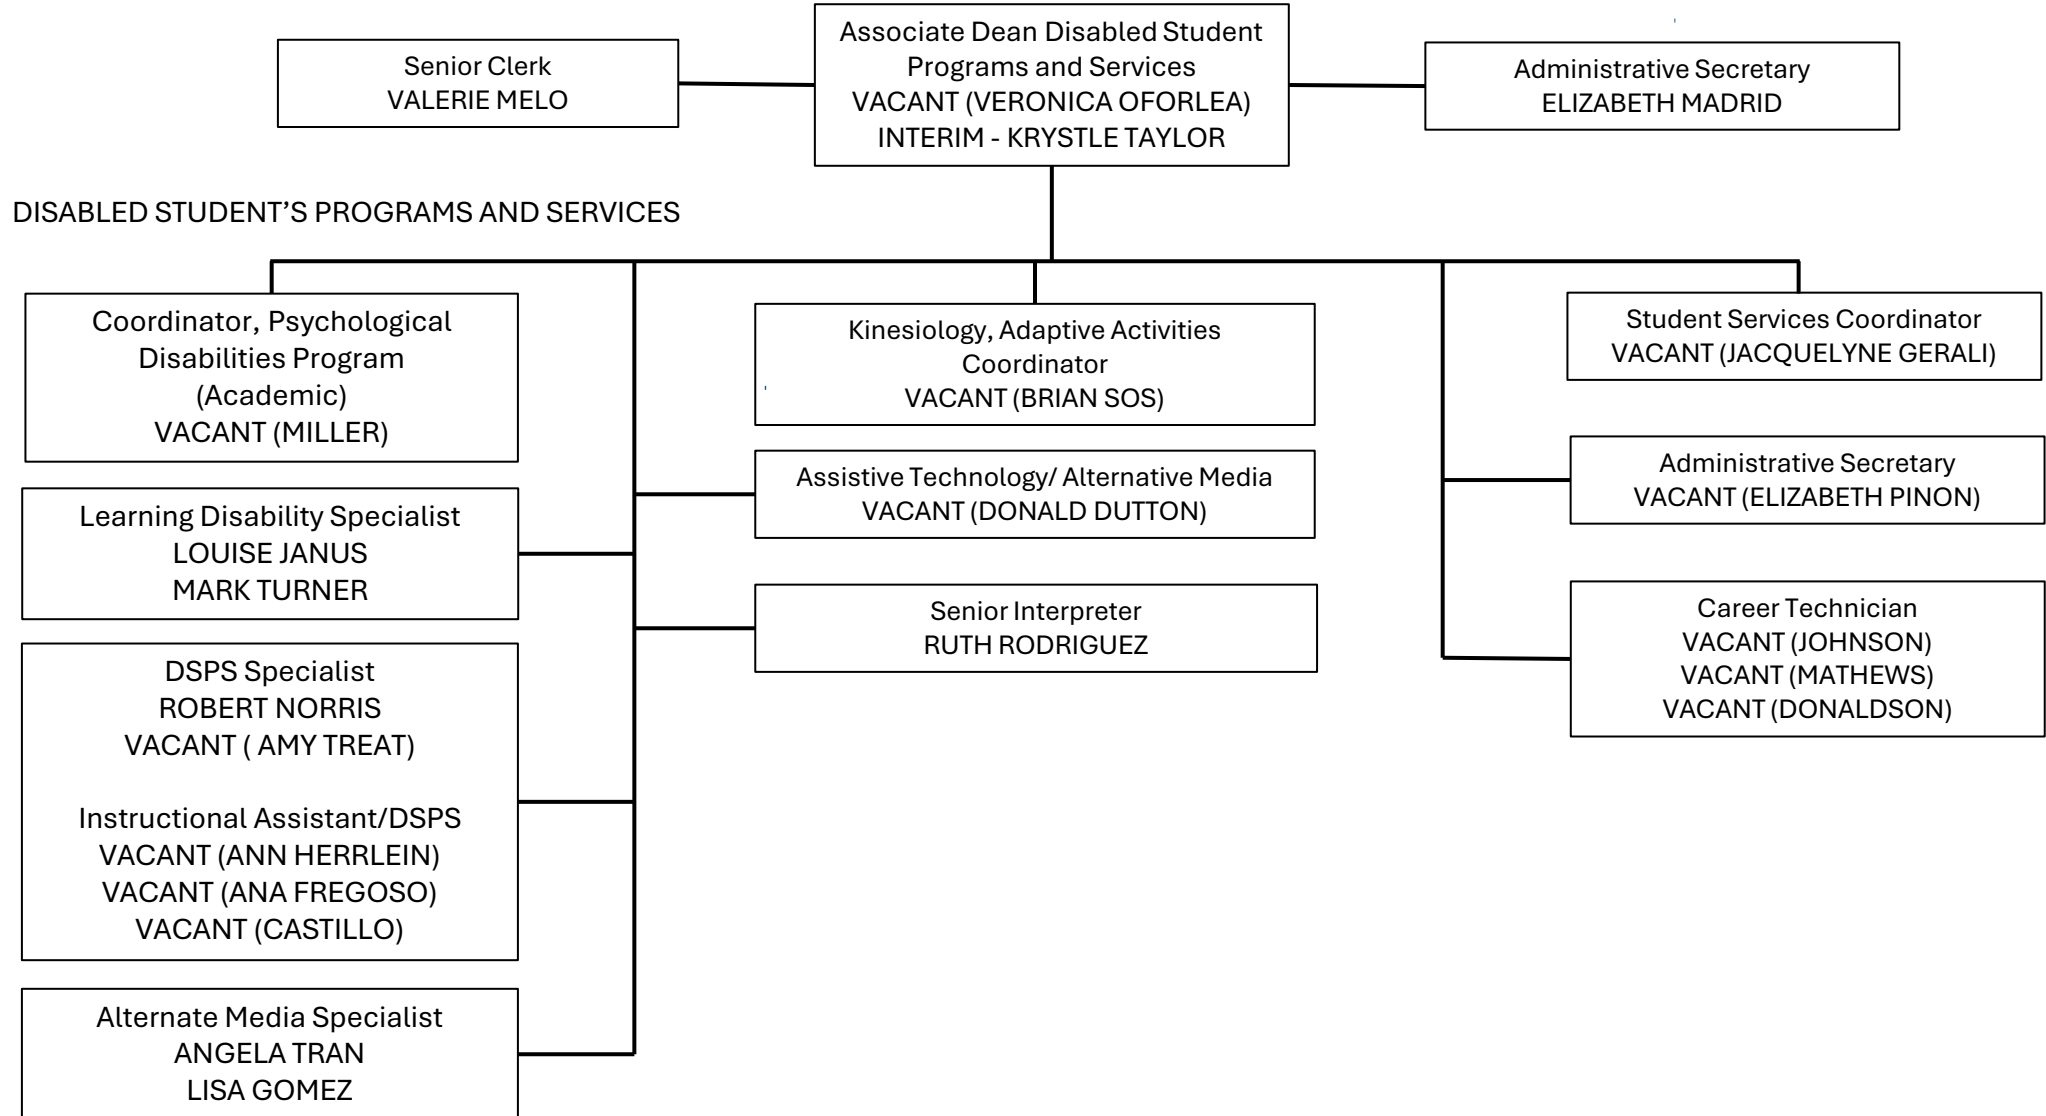 Associate Dean Disabled Student
Programs and Services
VACANT (VERONICA OFORLEA)
INTERIM - KRYSTLE TAYLOR
Senior Clerk
VALERIE MELO
Administrative Secretary
ELIZABETH MADRID
DISABLED STUDENT’S PROGRAMS AND SERVICES
Coordinator, Psychological
Disabilities Program
(Academic)
VACANT (MILLER)
Learning Disability Specialist
LOUISE JANUS
MARK TURNER
DSPS Specialist
ROBERT NORRIS
VACANT ( AMY TREAT)
Instructional Assistant/DSPS
VACANT (ANN HERRLEIN)
VACANT (ANA FREGOSO)
VACANT (CASTILLO)
Alternate Media Specialist
ANGELA TRAN
LISA GOMEZ
Kinesiology, Adaptive Activities
Coordinator
VACANT (BRIAN SOS)
Assistive Technology/ Alternative Media
VACANT (DONALD DUTTON)
Senior Interpreter
RUTH RODRIGUEZ
Student Services Coordinator
VACANT (JACQUELYNE GERALI)
Administrative Secretary
VACANT (ELIZABETH PINON)
Career Technician
VACANT (JOHNSON)
VACANT (MATHEWS)
VACANT (DONALDSON)